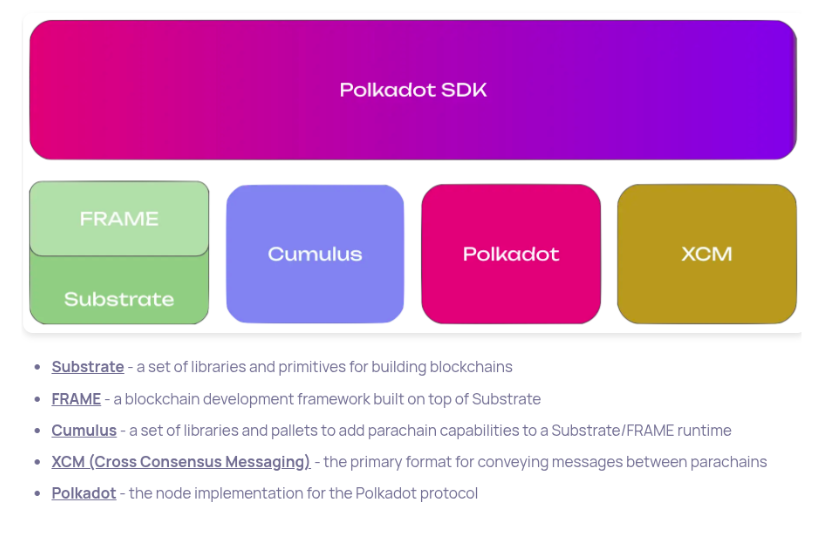 Polkadot SDK
FRAME
Substrate
Cumulus
Polkadot
XCM
Substrate - a set of libraries and primitives for building blockchains
FRAME - a blockchain development framework built on top of Substrate
Cumulus - a set of libraries and pallets to add parachain capabilities to a Substrate/FRAME runtime
XCM (Cross Consensus Messaging) - the primary format for conveying messages between parachains
Polkadot - the node implementation for the Polkadot protocol